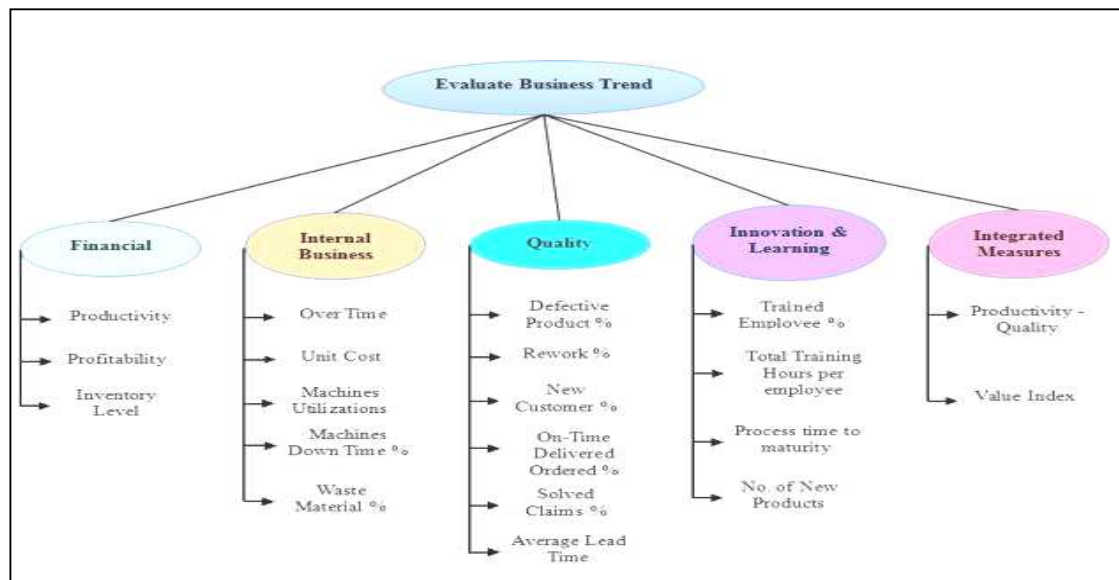 Evaluate Business Trend
Financial
Productivity
Profitability
Inventory
Level
Internal
Business
Over Time
Unit Cost
Machines
Utilizations
Machines
Down Time %
Waste
Material %
Quality
Defective
Product %
Rework %
New
Customer %
On-Time
Delivered
Ordered %
Solved
Claims %
Average Lead
Time
Innovation &
Learning
Trained
Employee %
Total Training
Hours per
employee
Process time to
maturity
No. of New
Products
Integrated
Measures
Productivity -
Quality
Value Index